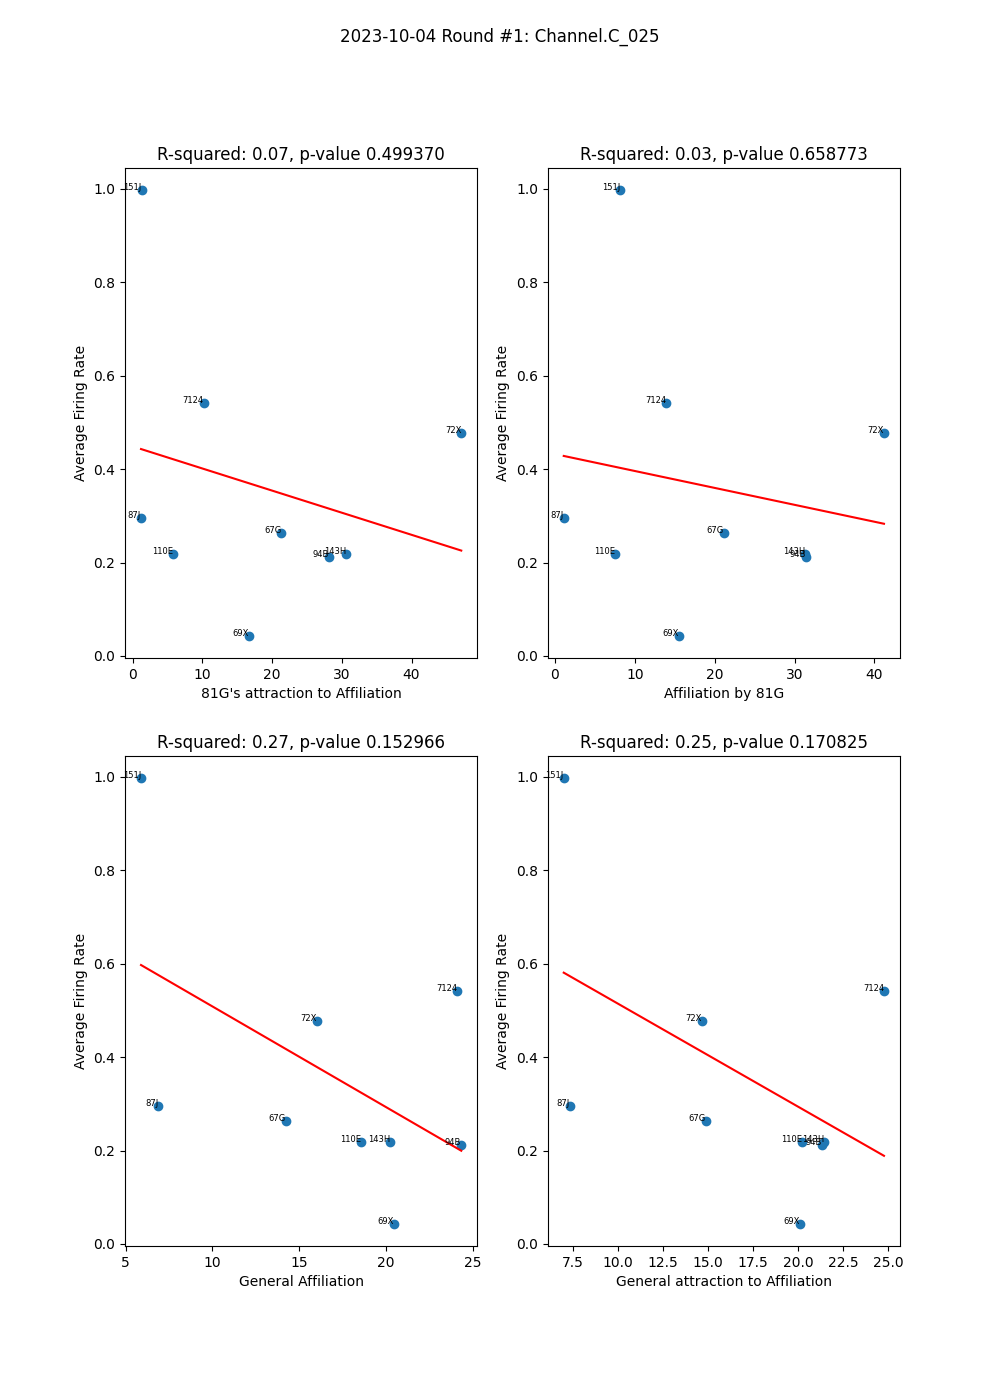 2023-10-04 Round #1: Channel.C_025
R-squared: 0.07, p-value 0.499370
Average Firing Rate
1.0
0.8
0.6
0.4
0.2
0.0
151J
7124
72X
87J
67G
110E
94B
143H
69X
0
10
20
30
40
81G's attraction to Affiliation
R-squared: 0.03, p-value 0.658773
Average Firing Rate
1.0
0.8
0.6
0.4
0.2
0.0
151J
7124
72X
87J
67G
110E
143H
94B
69X
0
10
20
30
40
Affiliation by 81G
R-squared: 0.27, p-value 0.152966
Average Firing Rate
1.0
0.8
0.6
0.4
0.2
0.0
151J
7124
72X
87J
67G
110E
143H
94B
69X
5
10
15
20
25
General Affiliation
R-squared: 0.25, p-value 0.170825
Average Firing Rate
1.0
0.8
0.6
0.4
0.2
0.0
151J
7124
72X
87J
67G
110E
143H
94B
69X
7.5
10.0
12.5
15.0
17.5
20.0
22.5
25.0
General attraction to Affiliation